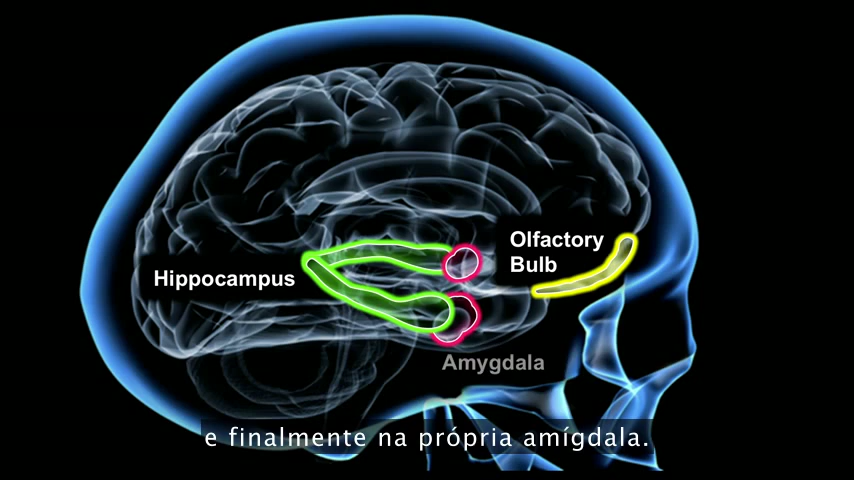 Olfactory
Bulb
Hippocampus
Amygdala
e finalmente na própria amígdala.